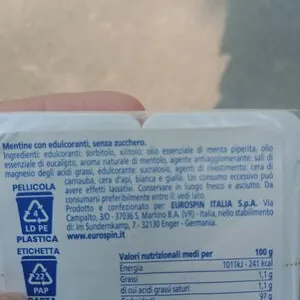 Mentine con edulcoranti, senza zucchero.
Ingredienti: edulcoranti: sorbitolo, xilitolo; olio essenziale di menta piperita, olio
essenziale di eucalipto, aroma naturale di mentolo, agente antiagglomerante: sali di
magnesio degli acidi grassi, edulcorante: sucralosio, agenti di rivestimento: cera di
carnauba, cera d'api, bianca e gialla. Un consumo eccessivo può
avere effetti lassativi. Conservare in luogo fresco e asciutto. Da
consumarsi preferibilmente entro il: vedi lato.
Prodotto e confezionato per: EUROSPIN ITALIA S.p.A. Via
Campalto, 3/D - 37036 S. Martino B.A. (VR) - Italia, nello stabilimento
di: Im Sundernkamp, 7 - 32130 Enger - Germania.
www.eurospin.it
PELLICOLA
4
LD PE
PLASTICA
ETICHETTA
22
PAP
Valori nutrizionali medi per 100 g
Energia 1011kJ - 241 kcal
Grassi 1,1 g
di cui acidi grassi saturi 1,1 g
97 g